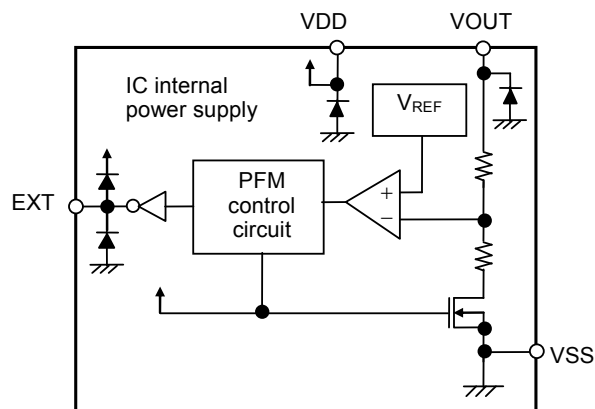 VDD
VOUT
IC internal
power supply
VREF
EXT
PFM
control
circuit
+
−
VSS